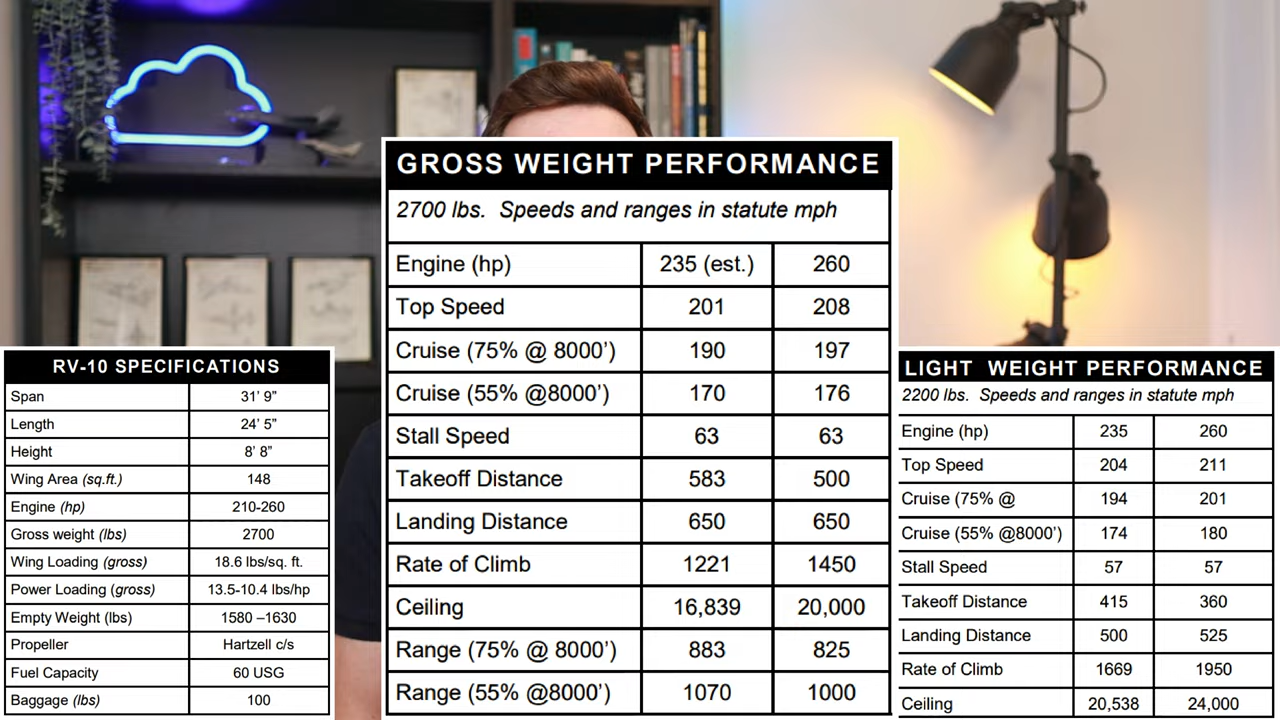 GROSS WEIGHT PERFORMANCE
2700 lbs. Speeds and ranges in statute mph
Engine (hp) 235 (est.) 260
Top Speed 201 208
Cruise (75% @ 8000’) 190 197
Cruise (55% @8000’) 170 176
Stall Speed 63 63
Takeoff Distance 583 500
Landing Distance 650 650
Rate of Climb 1221 1450
Ceiling 16,839 20,000
Range (75% @ 8000’) 883 825
Range (55% @8000’) 1070 1000
RV-10 SPECIFICATIONS
Span 31’ 9”
Length 24’ 5”
Height 8’ 8”
Wing Area (sq.ft.) 148
Engine (hp) 210-260
Gross weight (lbs) 2700
Wing Loading (gross) 18.6 lbs/sq. ft.
Power Loading (gross) 13.5-10.4 lbs/hp
Empty Weight (lbs) 1580 –1630
Propeller Hartzell c/s
Fuel Capacity 60 USG
Baggage (lbs) 100
LIGHT WEIGHT PERFORMANCE
2200 lbs. Speeds and ranges in statute mph
Engine (hp) 235 260
Top Speed 204 211
Cruise (75% @ 194 201
Cruise (55% @8000’) 174 180
Stall Speed 57 57
Takeoff Distance 415 360
Landing Distance 500 525
Rate of Climb 1669 1950
Ceiling 20,538 24,000